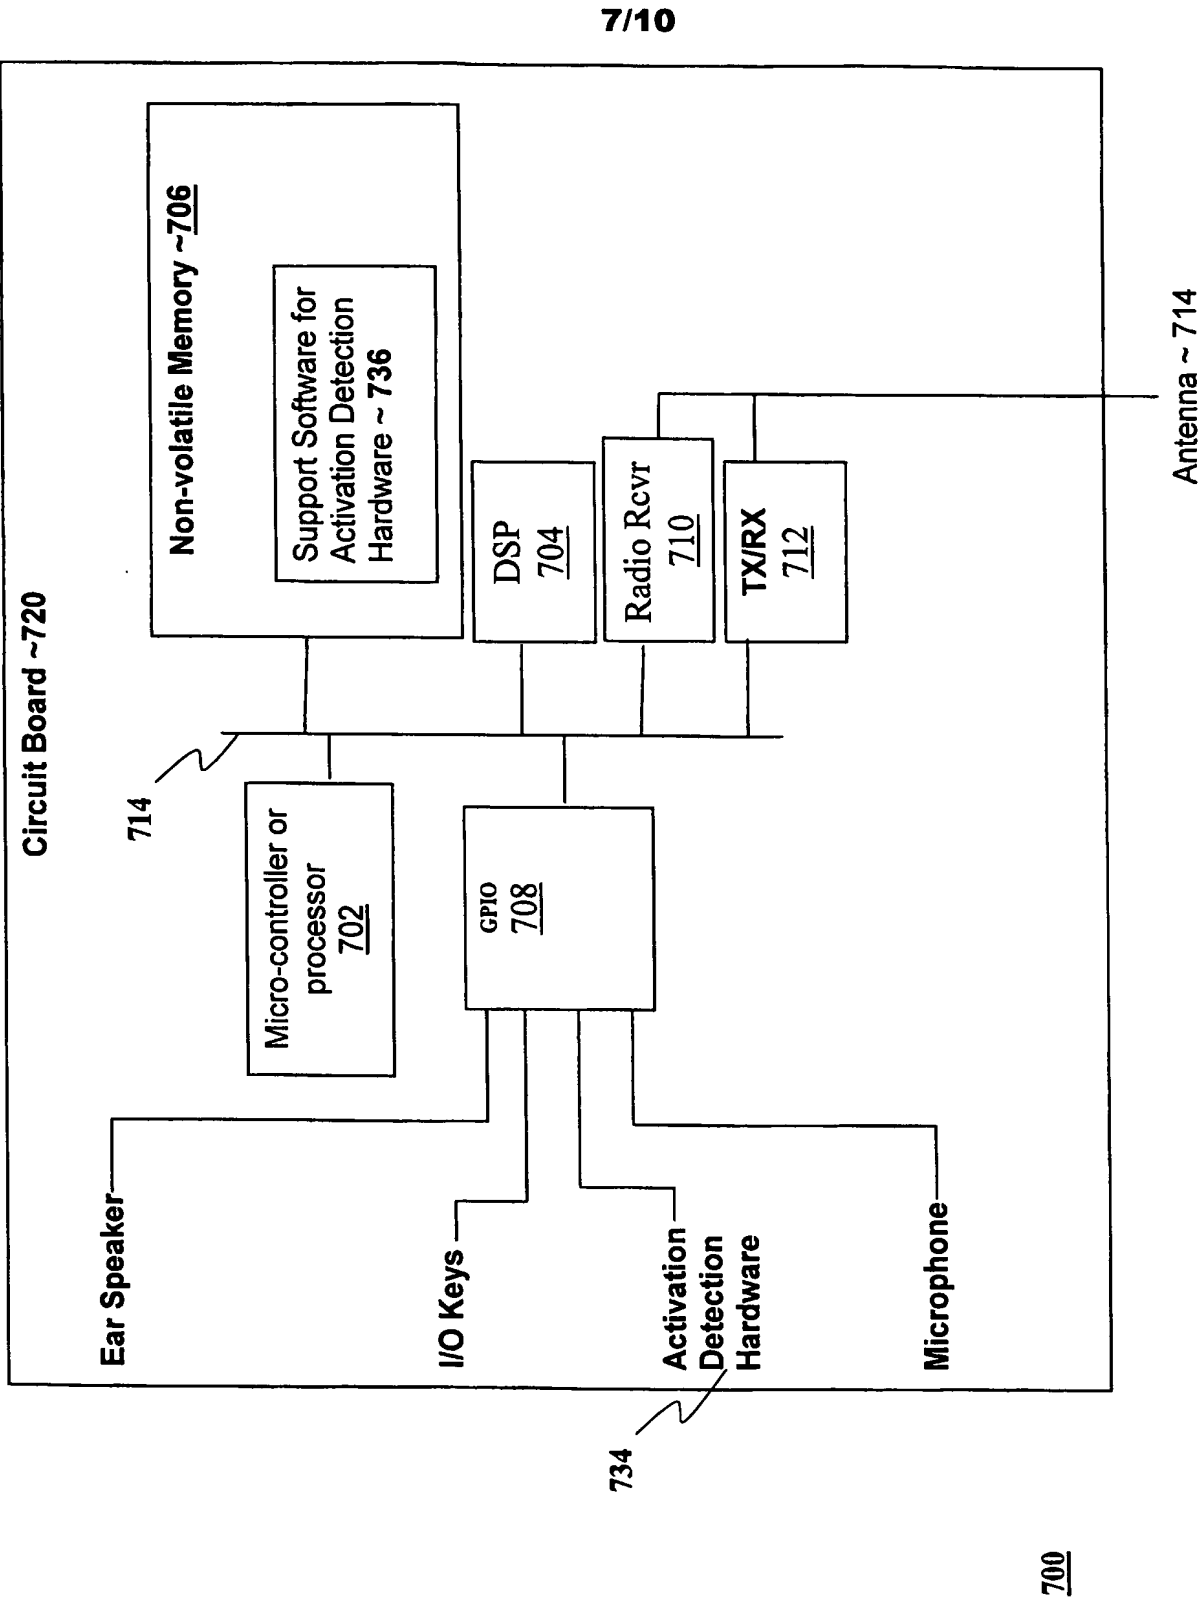 7/10
Circuit Board ~720
714
Non-volatile Memory ~706
Support Software for
Activation Detection
Hardware ~ 736
Micro-controller or
processor
702
DSP
704
Radio Rcvr
710
TX/RX
712
GPIO
708
Ear Speaker
I/O Keys
Activation
Detection
Hardware
734
Microphone
Antenna ~ 714
700